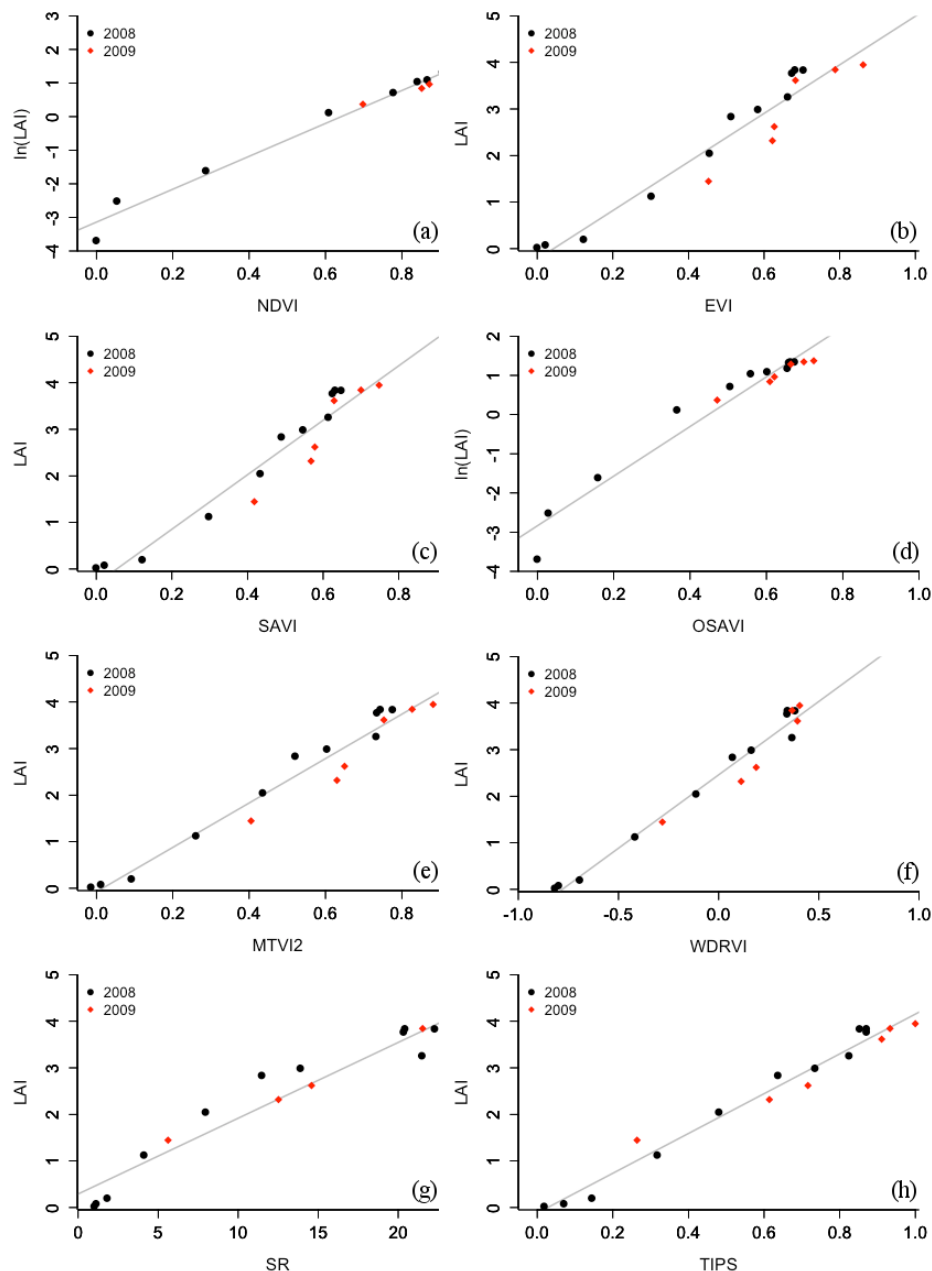 2008
2009
ln(LAI)
3
2
1
0
-1
-2
-3
-4
(a)
0.0 0.2 0.4 0.6 0.8
NDVI
2008
2009
LAI
5
4
3
2
1
0
(b)
0.0 0.2 0.4 0.6 0.8 1.0
EVI
2008
2009
LAI
5
4
3
2
1
0
(c)
0.0 0.2 0.4 0.6 0.8
SAVI
2008
2009
ln(LAI)
2
1
0
-1
-2
-3
-4
(d)
0.0 0.2 0.4 0.6 0.8 1.0
OSAVI
2008
2009
LAI
5
4
3
2
1
0
(e)
0.0 0.2 0.4 0.6 0.8
MTVI2
2008
2009
LAI
5
4
3
2
1
0
(f)
-1.0 -0.5 0.0 0.5 1.0
WDRVI
2008
2009
LAI
5
4
3
2
1
0
(g)
0 5 10 15 20
SR
2008
2009
LAI
5
4
3
2
1
0
(h)
0.0 0.2 0.4 0.6 0.8 1.0
TIPS